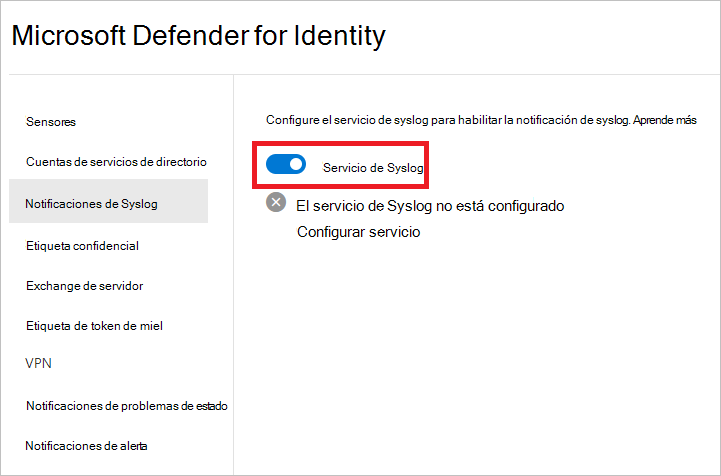 Microsoft Defender for Identity
Sensores
Cuentas de servicios de directorio
Notificaciones de Syslog
Etiqueta confidencial
Exchange de servidor
Etiqueta de token de miel
VPN
Notificaciones de problemas de estado
Notificaciones de alerta
Configure el servicio de syslog para habilitar la notificación de syslog. Aprende más
Servicio de Syslog
El servicio de Syslog no está configurado
Configurar servicio